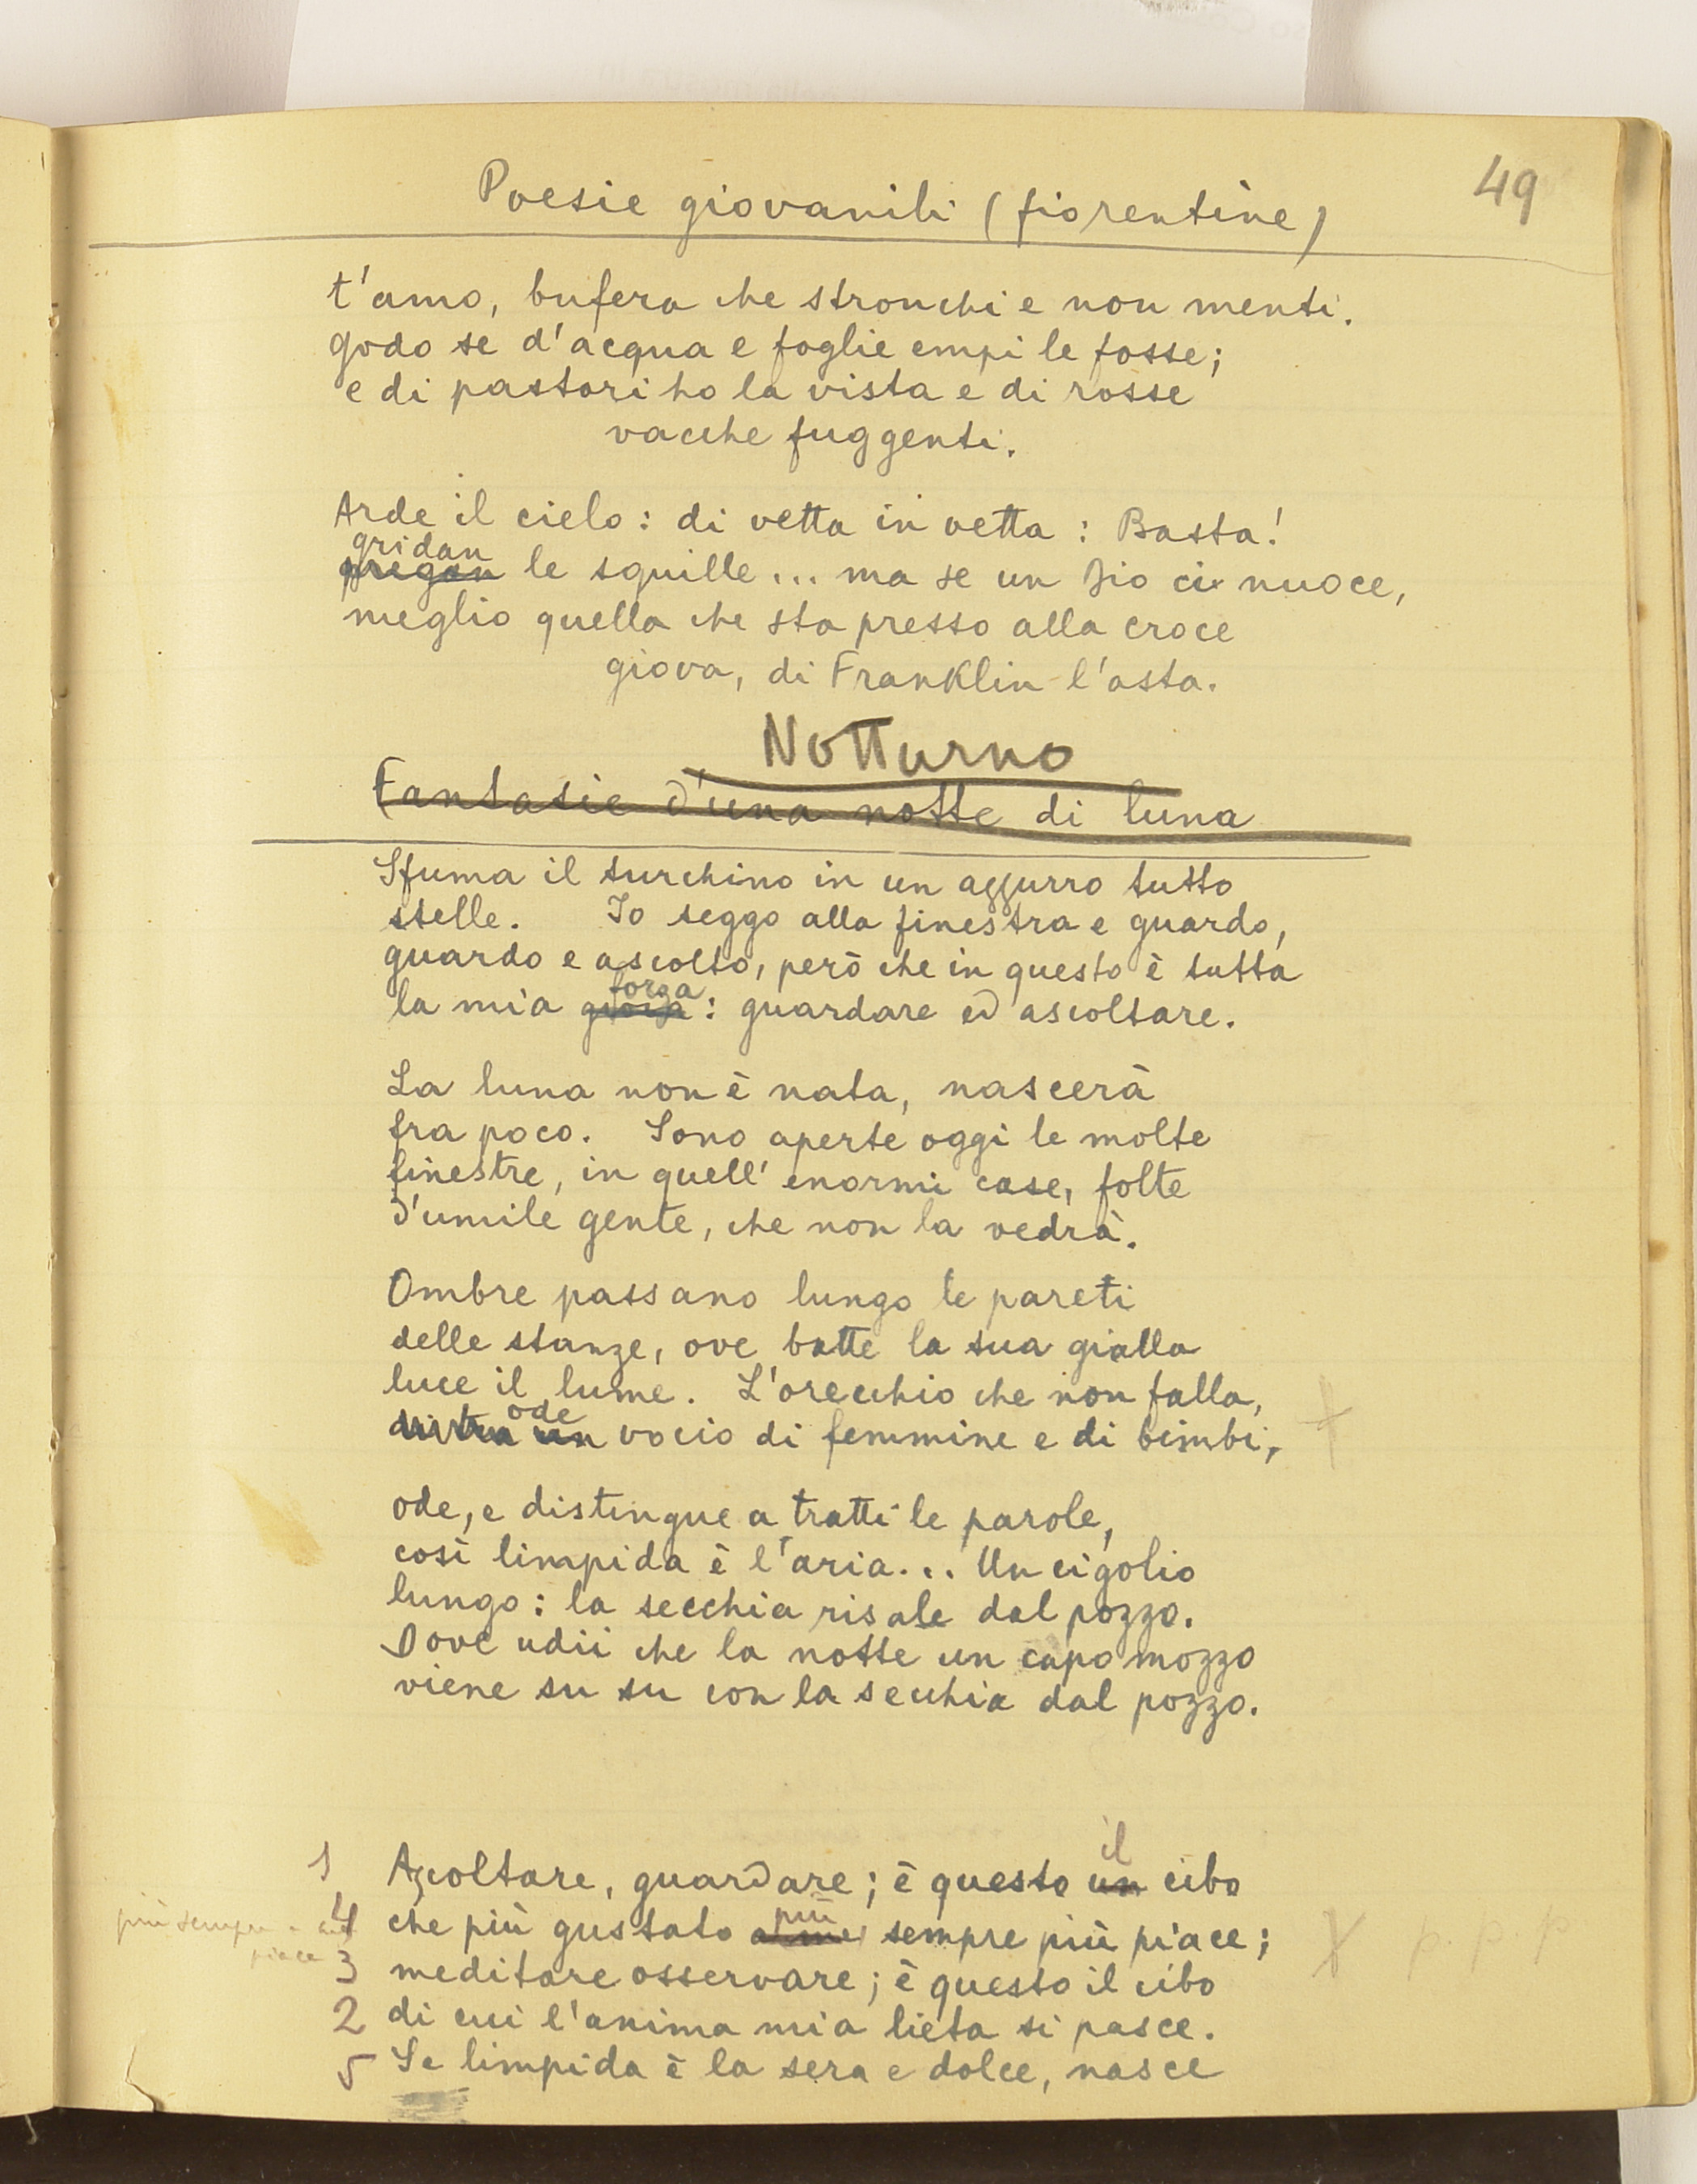 49
Poesie giovanili (fiorentine)
t'amo, bufera che stronchi e non menti.
godo se d'acqua e foglie empi le fosse;
e di pastori ho la vista e di rosse
vacche fuggenti.
Arde il cielo: di vetta in vetta: Basta!
gridan
pregan le squille... ma se un Dio ci nuoce,
meglio quella che sta presso alla croce
giova, di Franklin l'asta.
Notturno
Fantasie d'una notte di luna
Sfuma il turchino in un azzurro tutto
stelle. Io seggo alla finestra e guardo,
guardo e ascolto, però che in questo è tutta
forza
la mia gioia: guardare ed ascoltare.
La luna non è nata, nascerà
fra poco. Sono aperte oggi le molte
finestre, in quell' enormi case, folte
d'umile gente, che non la vedrà.
Ombre passano lungo le pareti
delle stanze, ove batte la sua gialla
luce il lume. L'orecchio che non falla,
ode
un vocio di femmine e di bimbi;
ode, e distingue a tratti le parole,
così limpida è l'aria... Un cigolio
lungo: la secchia risale dal pozzo.
Dove udii che la notte un capo mozzo
viene su su con la secchia dal pozzo.
il
1 Ascoltare, guardare; è questo un cibo
più
più sempre
4 che più gustato sempre più piace;
piace
3 meditare osservare; è questo il cibo
2 di cui l'anima mia lieta si pasce.
5 Se limpida è la sera e dolce, nasce
p. p. p